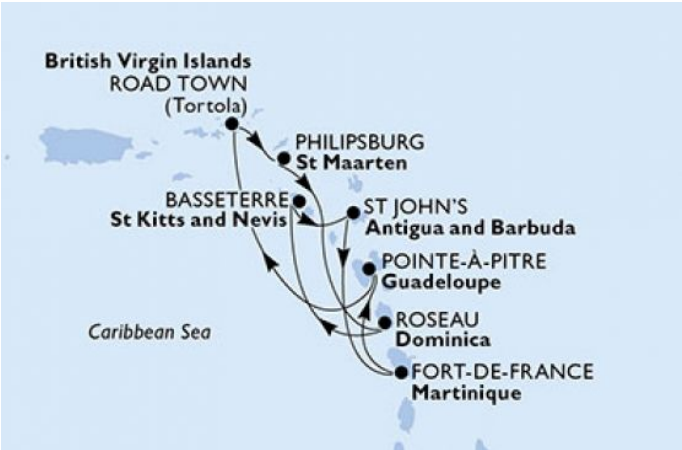 British Virgin Islands
ROAD TOWN
(Tortola)
PHILIPSBURG
St Maarten
BASSETERRE
St Kitts and Nevis
ST JOHN'S
Antigua and Barbuda
POINTE-À-PITRE
Guadeloupe
ROSEAU
Dominica
Caribbean Sea
FORT-DE-FRANCE
Martinique